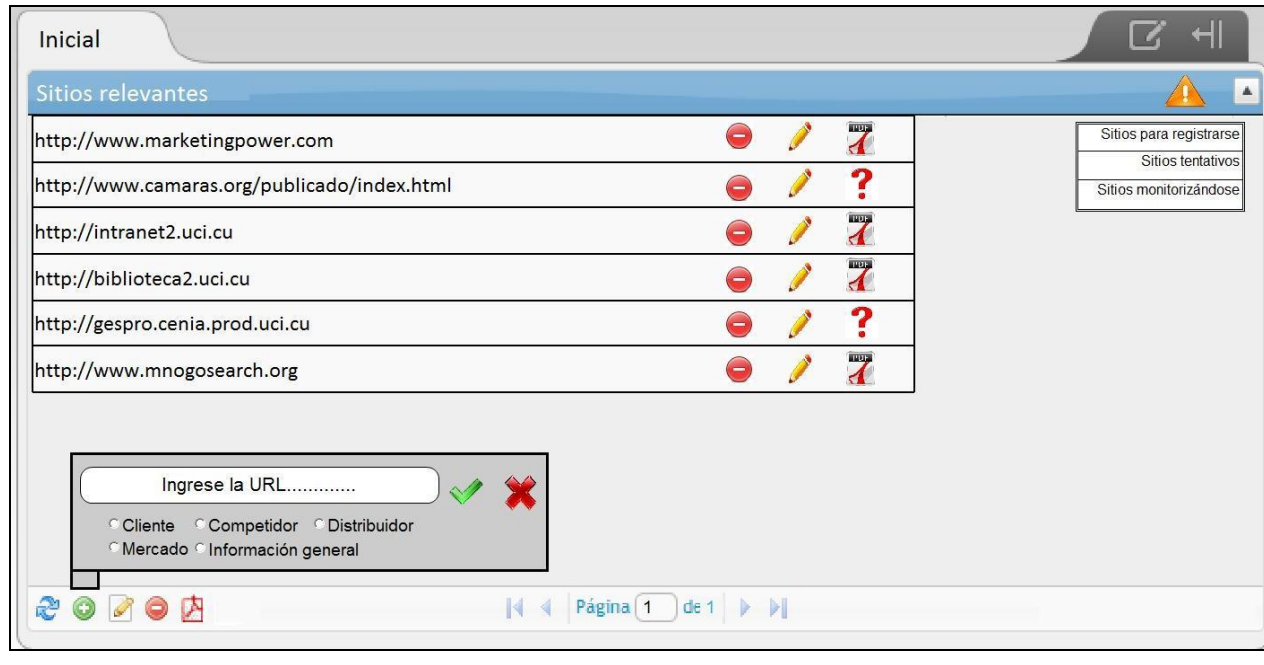 Inicial
Sitios relevantes
http://www.marketingpower.com
Sitios para registrarse
Sitios tentativos
Sitios monitorizándose
http://www.camaras.org/publicado/index.html
http://intranet2.uci.cu
http://biblioteca2.uci.cu
http://gespro.cenia.prod.uci.cu
http://www.mnogosearch.org
Ingrese la URL.............
Cliente Competidor Distribuidor
Mercado Información general
Página 1 de 1